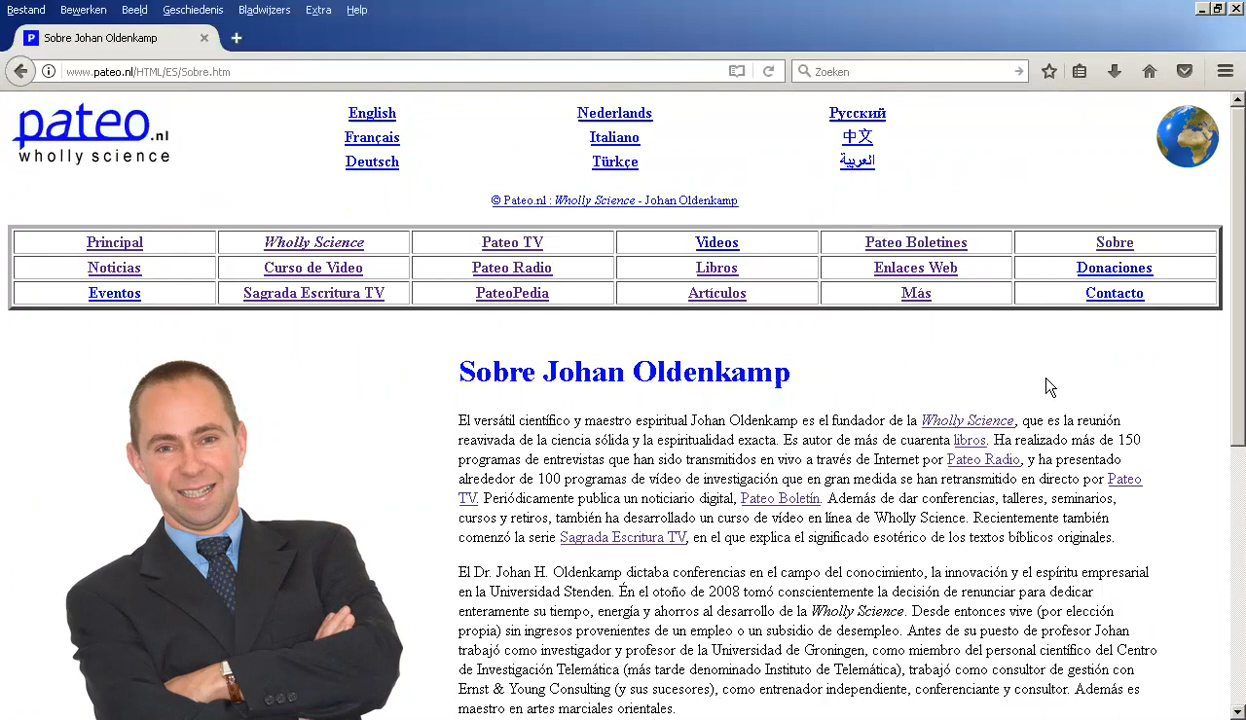 Bestand Bewerken Beeld Geschiedenis Bladwijzers Extra Help
P Sobre Johan Oldenkamp
www.pateo.nl/HTML/ES/Sobre.htm Zoeken
pateo.nl
wholly science
English Nederlands Русский
Français Italiano 中文
Deutsch Türkçe العربية
© Pateo.nl : Wholly Science - Johan Oldenkamp
Principal Wholly Science Pateo TV Videos Pateo Boletines Sobre
Noticias Curso de Video Pateo Radio Libros Enlaces Web Donaciones
Eventos Sagrada Escritura TV PateoPedia Artículos Más Contacto
Sobre Johan Oldenkamp
El versátil científico y maestro espiritual Johan Oldenkamp es el fundador de la Wholly Science, que es la reunión
reavivada de la ciencia sólida y la espiritualidad exacta. Es autor de más de cuarenta libros. Ha realizado más de 150
programas de entrevistas que han sido transmitidos en vivo a través de Internet por Pateo Radio, y ha presentado
alrededor de 100 programas de vídeo de investigación que en gran medida se han retransmitido en directo por Pateo
TV. Periódicamente publica un noticiario digital, Pateo Boletín. Además de dar conferencias, talleres, seminarios,
cursos y retiros, también ha desarrollado un curso de vídeo en línea de Wholly Science. Recientemente también
comenzó la serie Sagrada Escritura TV, en el que explica el significado esotérico de los textos bíblicos originales.
El Dr. Johan H. Oldenkamp dictaba conferencias en el campo del conocimiento, la innovación y el espíritu empresarial
en la Universidad Stenden. Én el otoño de 2008 tomó conscientemente la decisión de renunciar para dedicar
enteramente su tiempo, energía y ahorros al desarrollo de la Wholly Science. Desde entonces vive (por elección
propia) sin ingresos provenientes de un empleo o un subsidio de desempleo. Antes de su puesto de profesor Johan
trabajó como investigador y profesor de la Universidad de Groningen, como miembro del personal científico del Centro
de Investigación Telemática (más tarde denominado Instituto de Telemática), trabajó como consultor de gestión con
Ernst & Young Consulting (y sus sucesores), como entrenador independiente, conferenciante y consultor. Además es
maestro en artes marciales orientales.